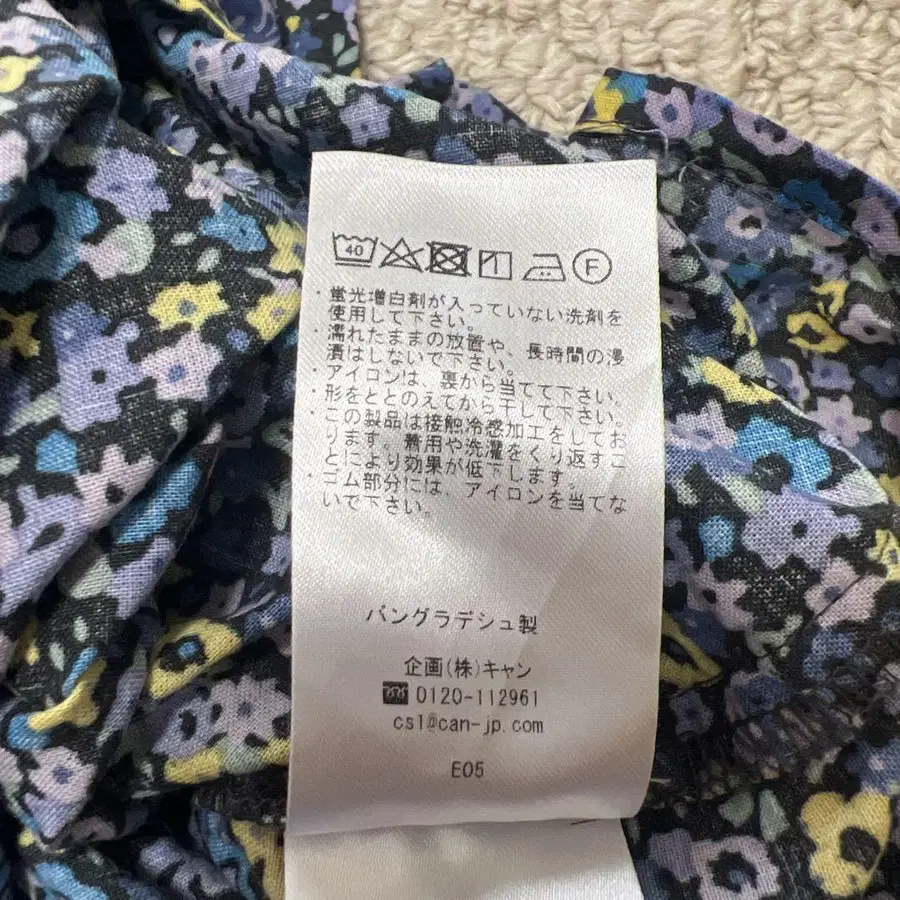 40 F
・蛍光増白剤が入っていない洗剤を
使用して下さい。
・濡れたままの放置や、長時間の浸
漬はしないで下さい。
・アイロンは、裏から当てて下さい。
・形をととのえてから干して下さい。
・この製品は接触冷感加工をしてお
ります。着用や洗濯をくり返すこ
とにより効果が低下します。
・ゴム部分には、アイロンを当てな
いで下さい。
バングラデシュ製
企画(株)キャン
0120-112961
csl@can-jp.com
E05